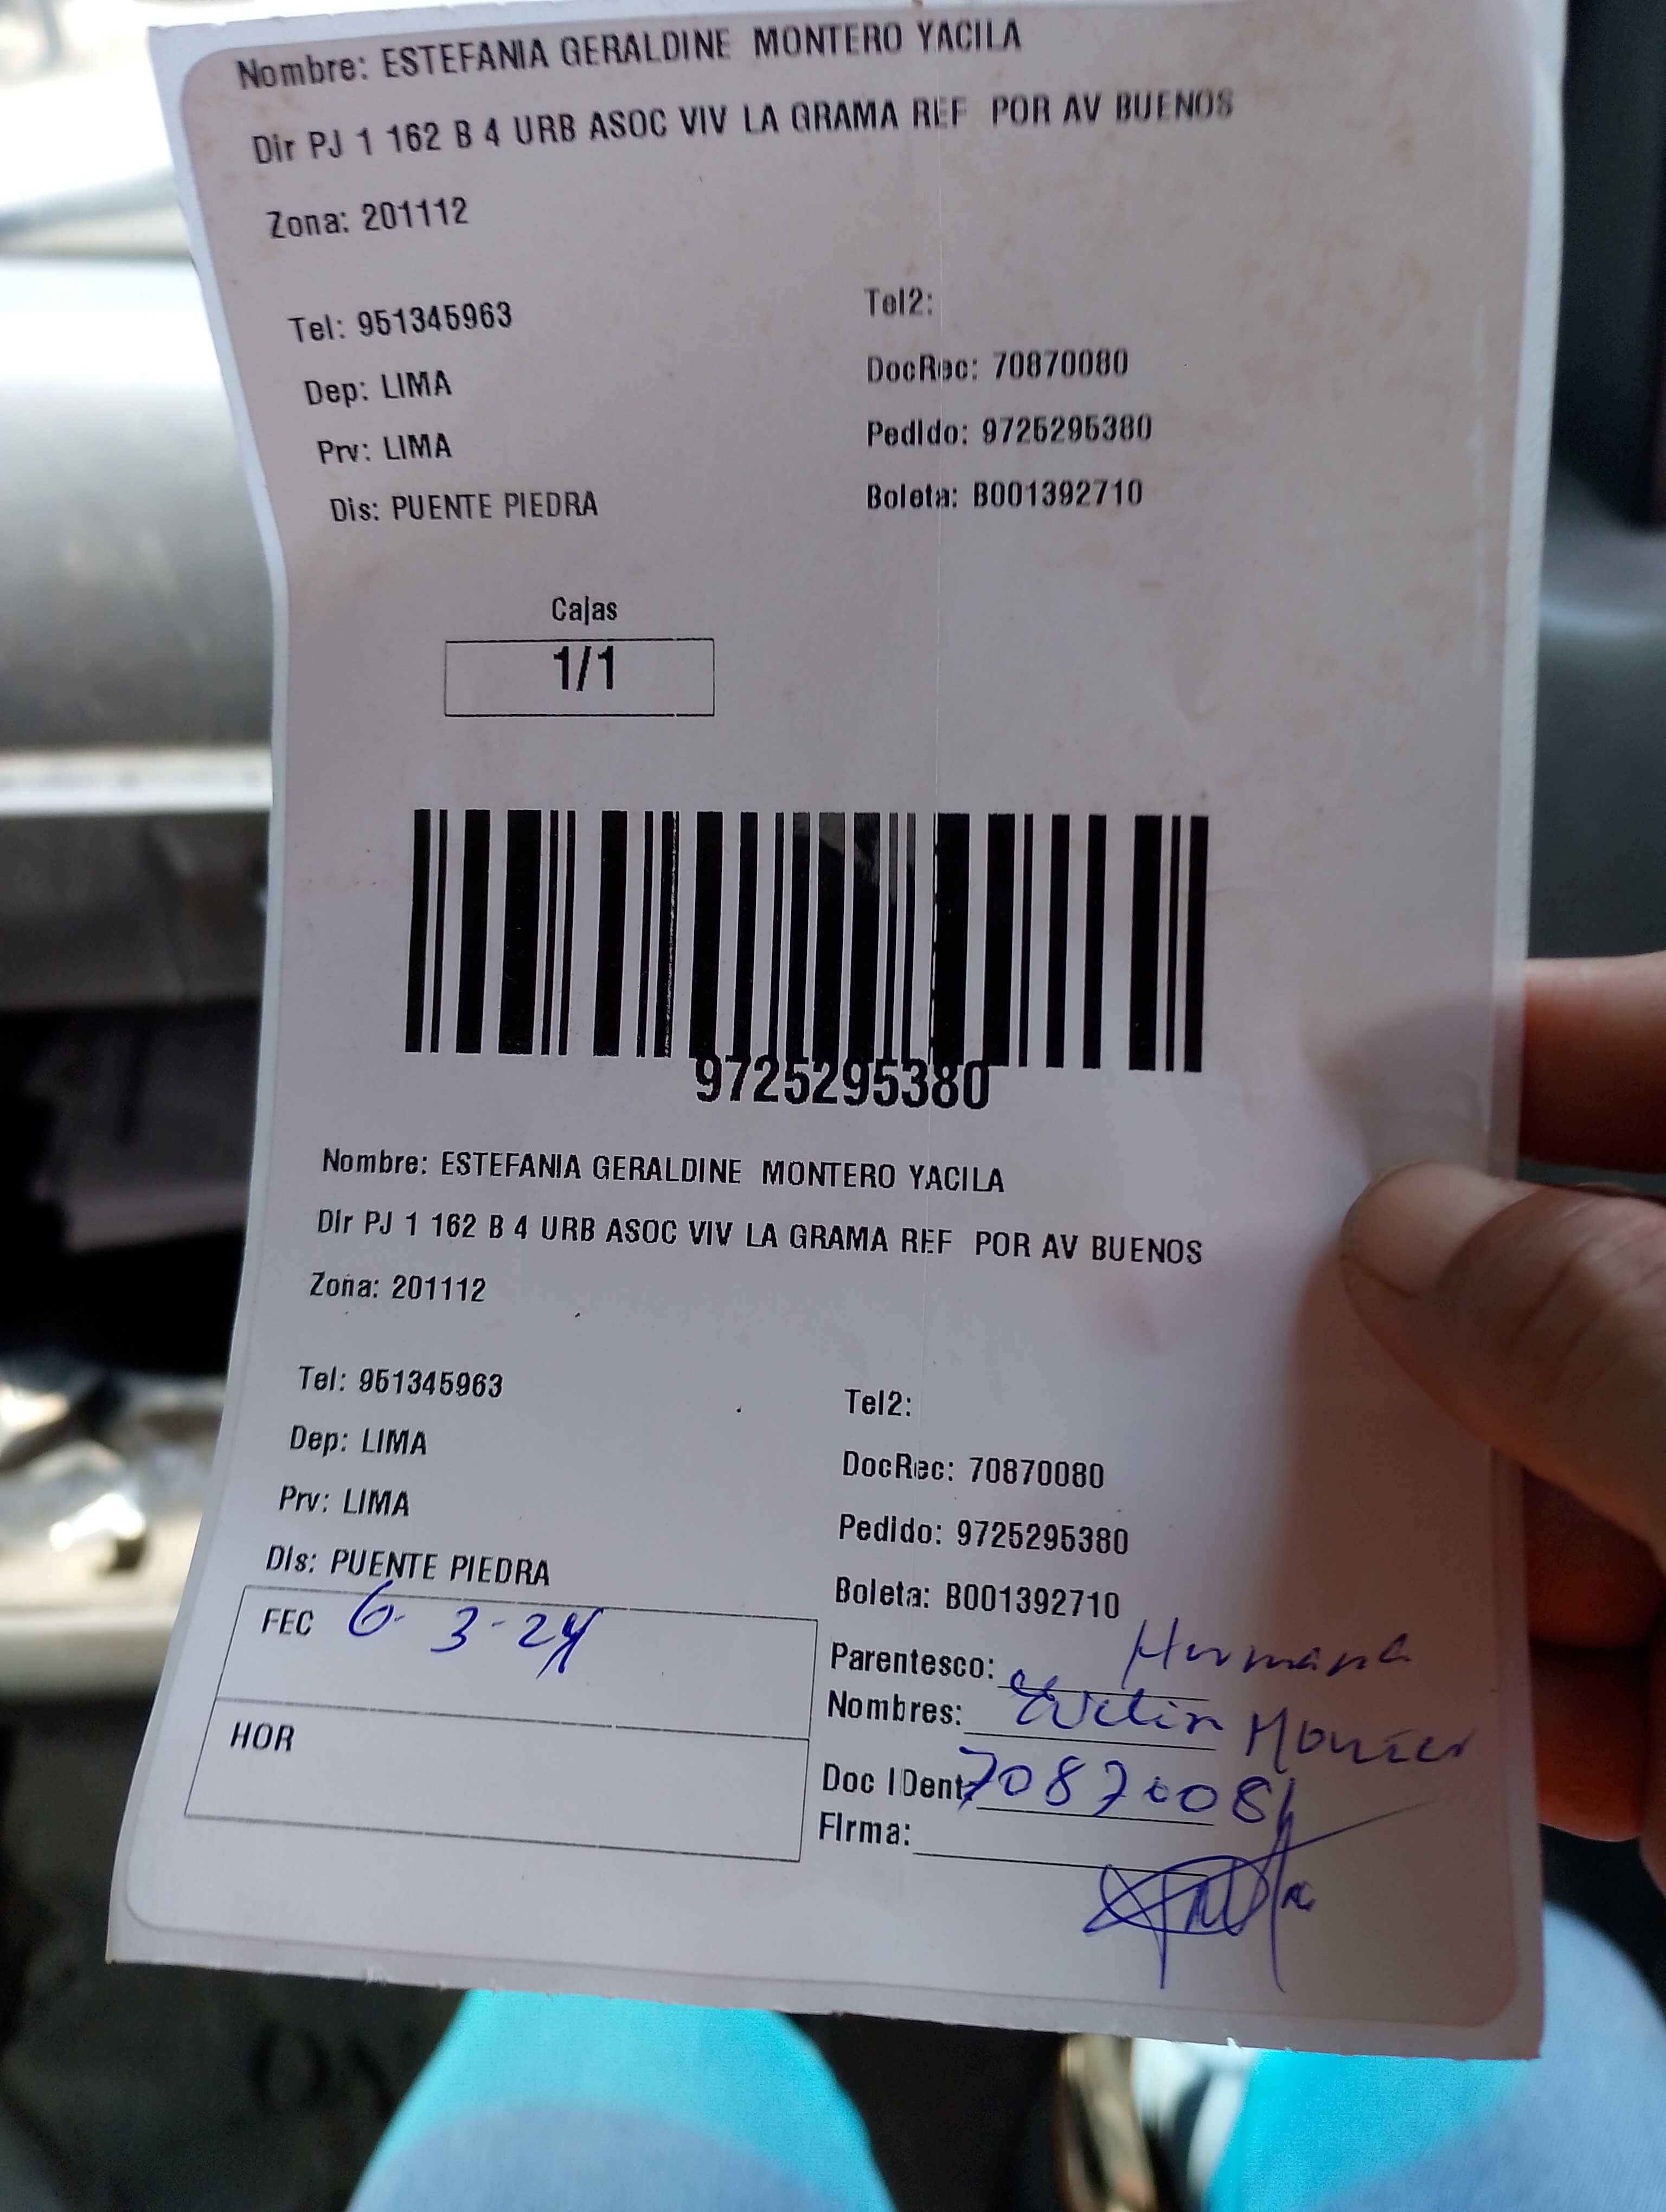 Nombre: ESTEFANIA GERALDINE MONTERO YACILA
Dir PJ 1 162 B 4 URB ASOC VIV LA GRAMA REF POR AV BUENOS
Zona: 201112
Tel: 951345963 Tel2:
Dep: LIMA DocRec: 70870080
Prv: LIMA Pedido: 9725295380
Dis: PUENTE PIEDRA Boleta: B001392710
Cajas
1/1
9725295380
Nombre: ESTEFANIA GERALDINE MONTERO YACILA
Dir PJ 1 162 B 4 URB ASOC VIV LA GRAMA REF POR AV BUENOS
Zona: 201112
Tel: 951345963 Tel2:
Dep: LIMA DocRec: 70870080
Prv: LIMA Pedido: 9725295380
Dis: PUENTE PIEDRA Boleta: B001392710
FEC 6-3-24 Parentesco: Hermana
Nombres:
HOR Doc IDent: 70870081
Firma: